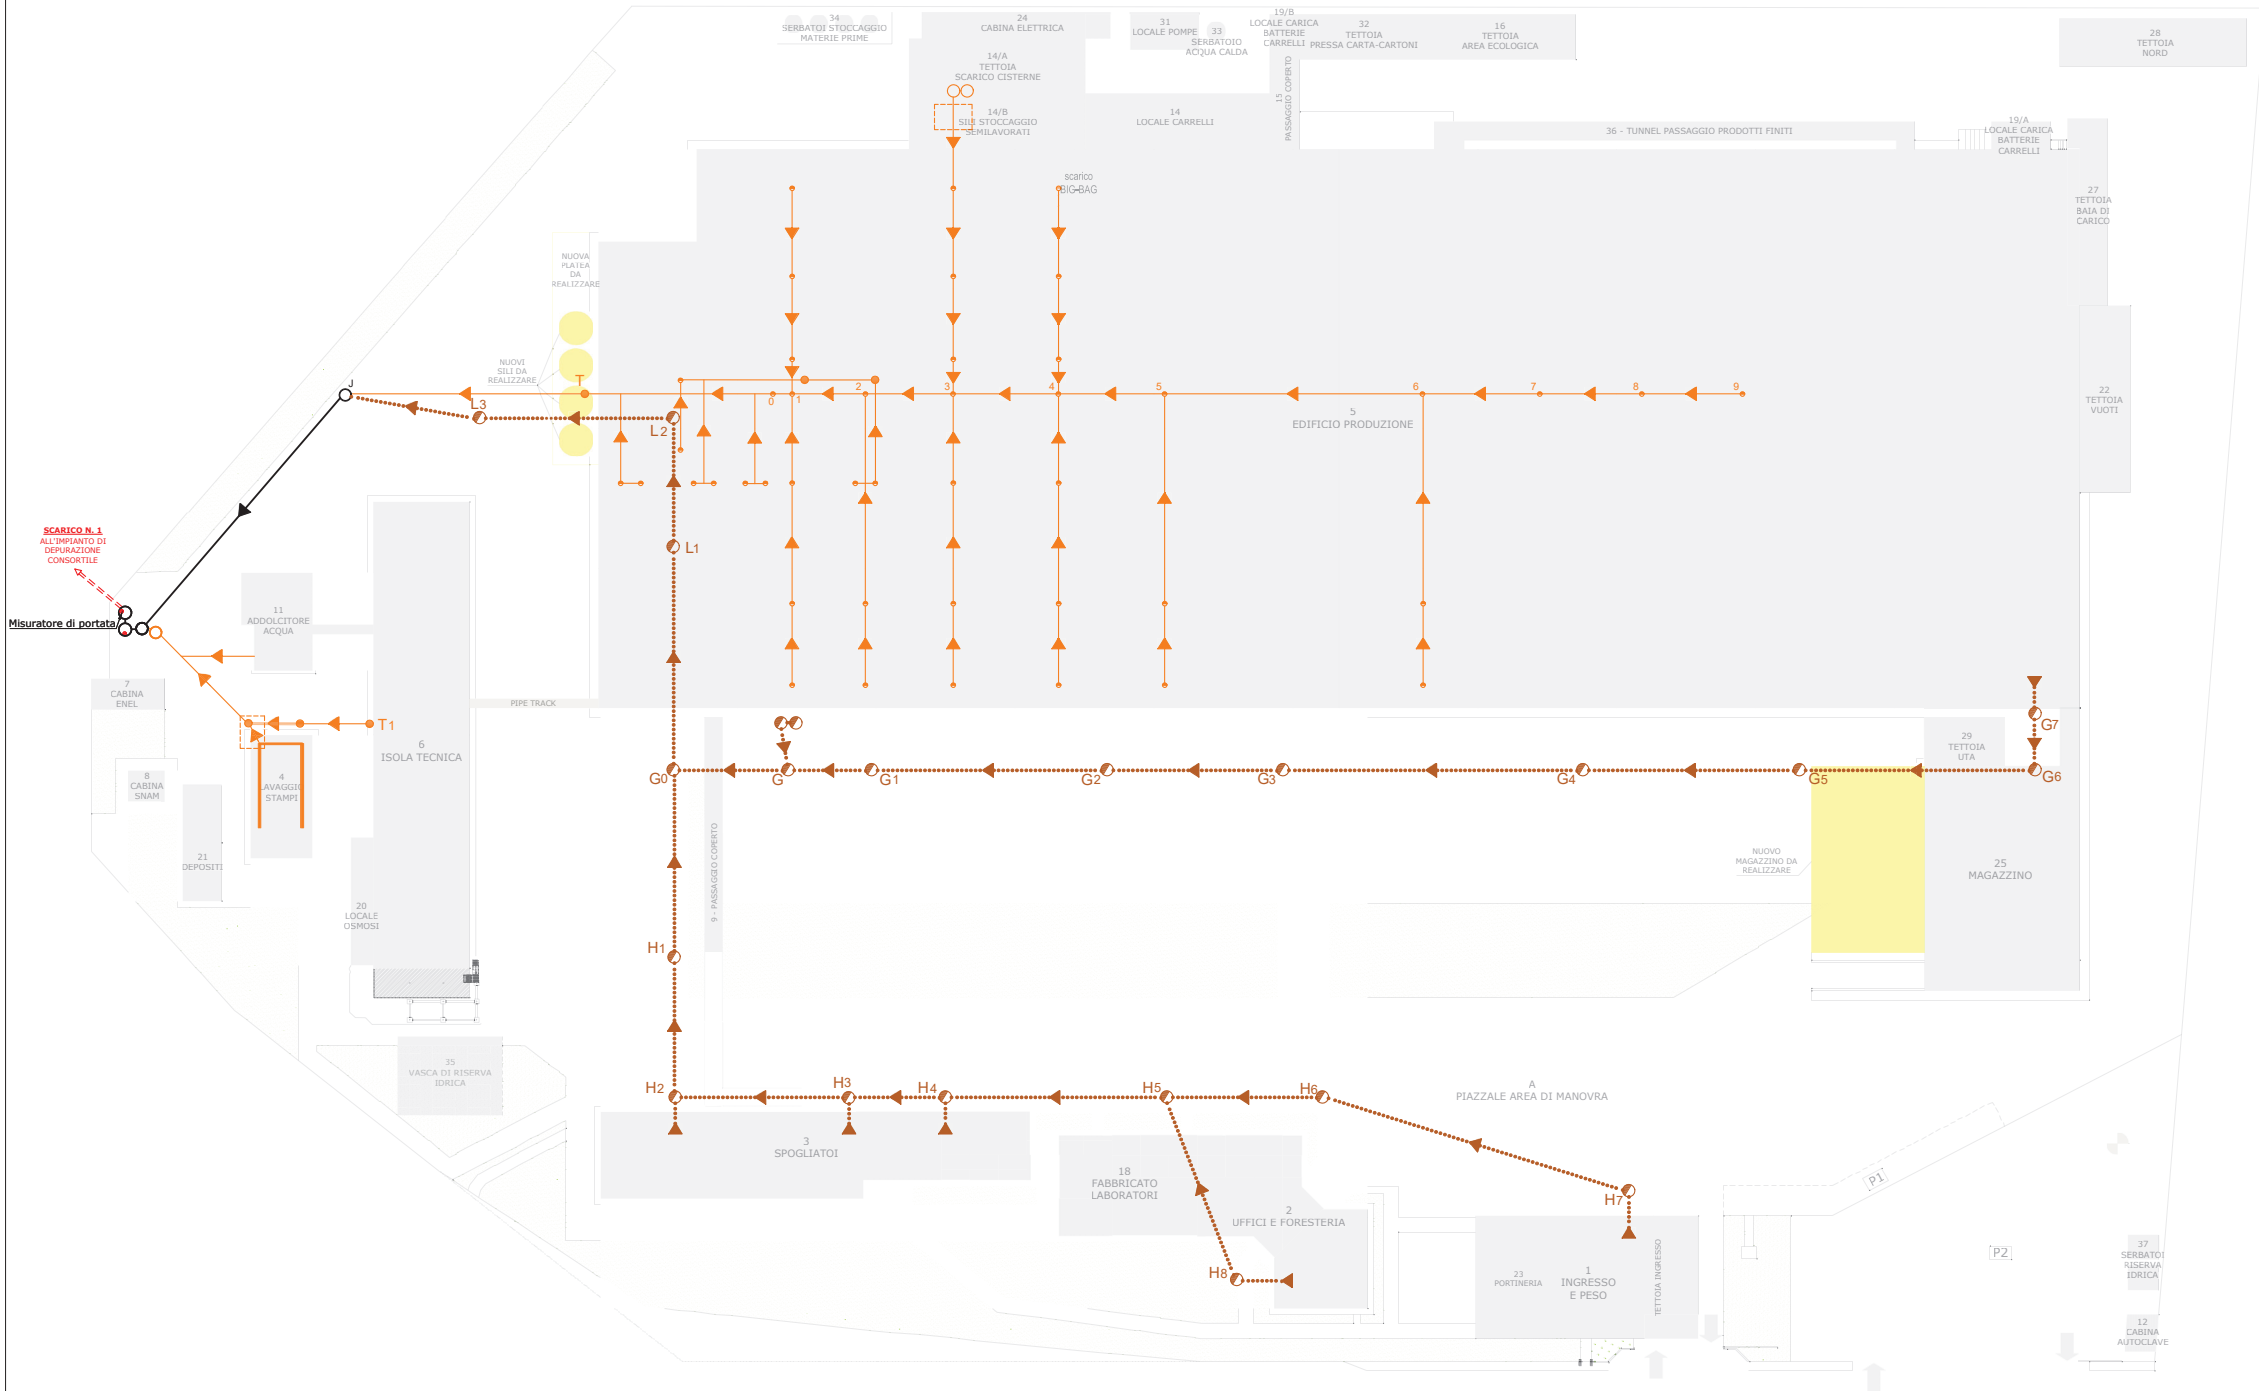 34
SERBATOI STOCCAGGIO
MATERIE PRIME
24
CABINA ELETTRICA
31
LOCALE POMPE
33
SERBATOIO
ACQUA CALDA
19/B
LOCALE CARICA
BATTERIE
CARRELLI
32
TETTOIA
PRESSA CARTA-CARTONI
16
TETTOIA
AREA ECOLOGICA
28
TETTOIA
NORD
14/A
TETTOIA
SCARICO CISTERNE
14/B
SILI STOCCAGGIO
SEMILAVORATI
14
LOCALE CARRELLI
15
PASSAGGIO COPERTO
36 - TUNNEL PASSAGGIO PRODOTTI FINITI
19/A
LOCALE CARICA
BATTERIE
CARRELLI
scarico
BIG-BAG
27
TETTOIA
BAIA DI
CARICO
NUOVA
PLATEA
DA
REALIZZARE
NUOVI
SILI DA
REALIZZARE
J
T
L3
L2
0
1
2
3
4
5
6
7
8
9
5
EDIFICIO PRODUZIONE
22
TETTOIA
VUOTI
SCARICO N. 1
ALL'IMPIANTO DI
DEPURAZIONE
CONSORTILE
L1
Misuratore di portata
11
ADDOLCITORE
ACQUA
7
CABINA
ENEL
PIPE TRACK
T1
6
ISOLA TECNICA
8
CABINA
SNAM
4
LAVAGGIO
STAMPI
21
DEPOSITI
20
LOCALE
OSMOSI
G0
G
G1
G2
G3
G4
G5
G6
G7
29
TETTOIA
UTA
9 - PASSAGGIO COPERTO
NUOVO
MAGAZZINO DA
REALIZZARE
25
MAGAZZINO
H1
35
VASCA DI RISERVA
IDRICA
H2
H3
H4
H5
H6
A
PIAZZALE AREA DI MANOVRA
3
SPOGLIATOI
18
FABBRICATO
LABORATORI
2
UFFICI E FORESTERIA
H7
H8
23
PORTINERIA
1
INGRESSO
E PESO
TETTOIA INGRESSO
P1
P2
37
SERBATOI
RISERVA
IDRICA
12
CABINA
AUTOCLAVE